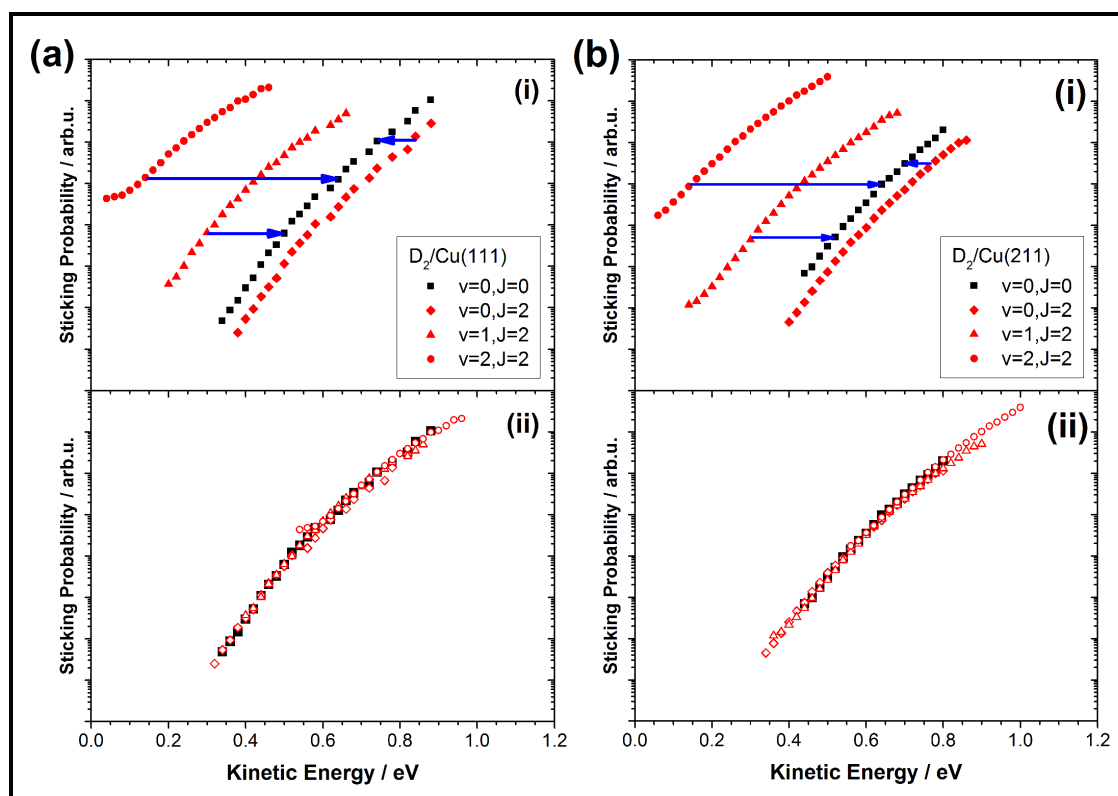 (a)
(i)
Sticking Probability / arb.u.
D₂/Cu(111)
v=0,J=0
v=0,J=2
v=1,J=2
v=2,J=2
(ii)
Sticking Probability / arb.u.
0.0 0.2 0.4 0.6 0.8 1.0 1.2
Kinetic Energy / eV
(b)
(i)
Sticking Probability / arb.u.
D₂/Cu(211)
v=0,J=0
v=0,J=2
v=1,J=2
v=2,J=2
(ii)
Sticking Probability / arb.u.
0.0 0.2 0.4 0.6 0.8 1.0 1.2
Kinetic Energy / eV